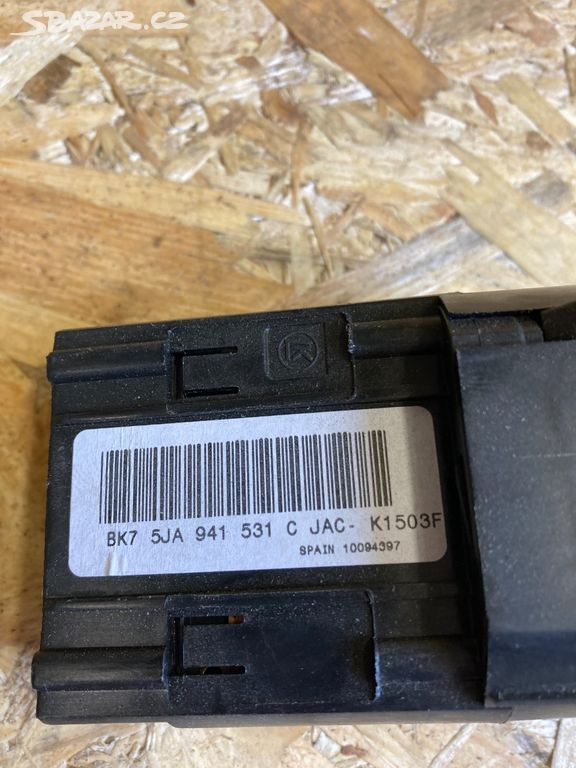 SBAZAR.CZ
BK7 5JA 941 531 C JAC- K1503F
SPAIN 10094397